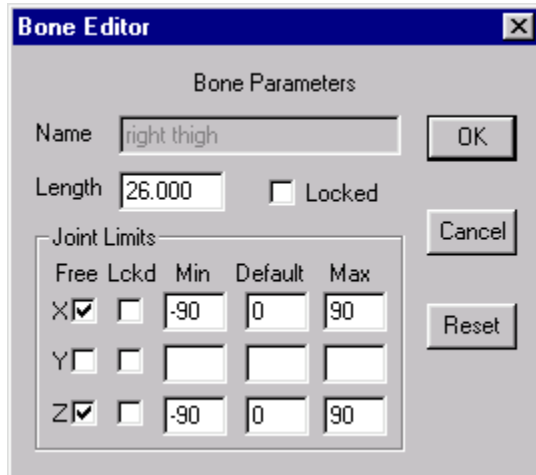 Bone Editor
Bone Parameters
Name right thigh OK
Length 26.000 Locked
Joint Limits Cancel
Free Lckd Min Default Max
X -90 0 90 Reset
Y
Z -90 0 90